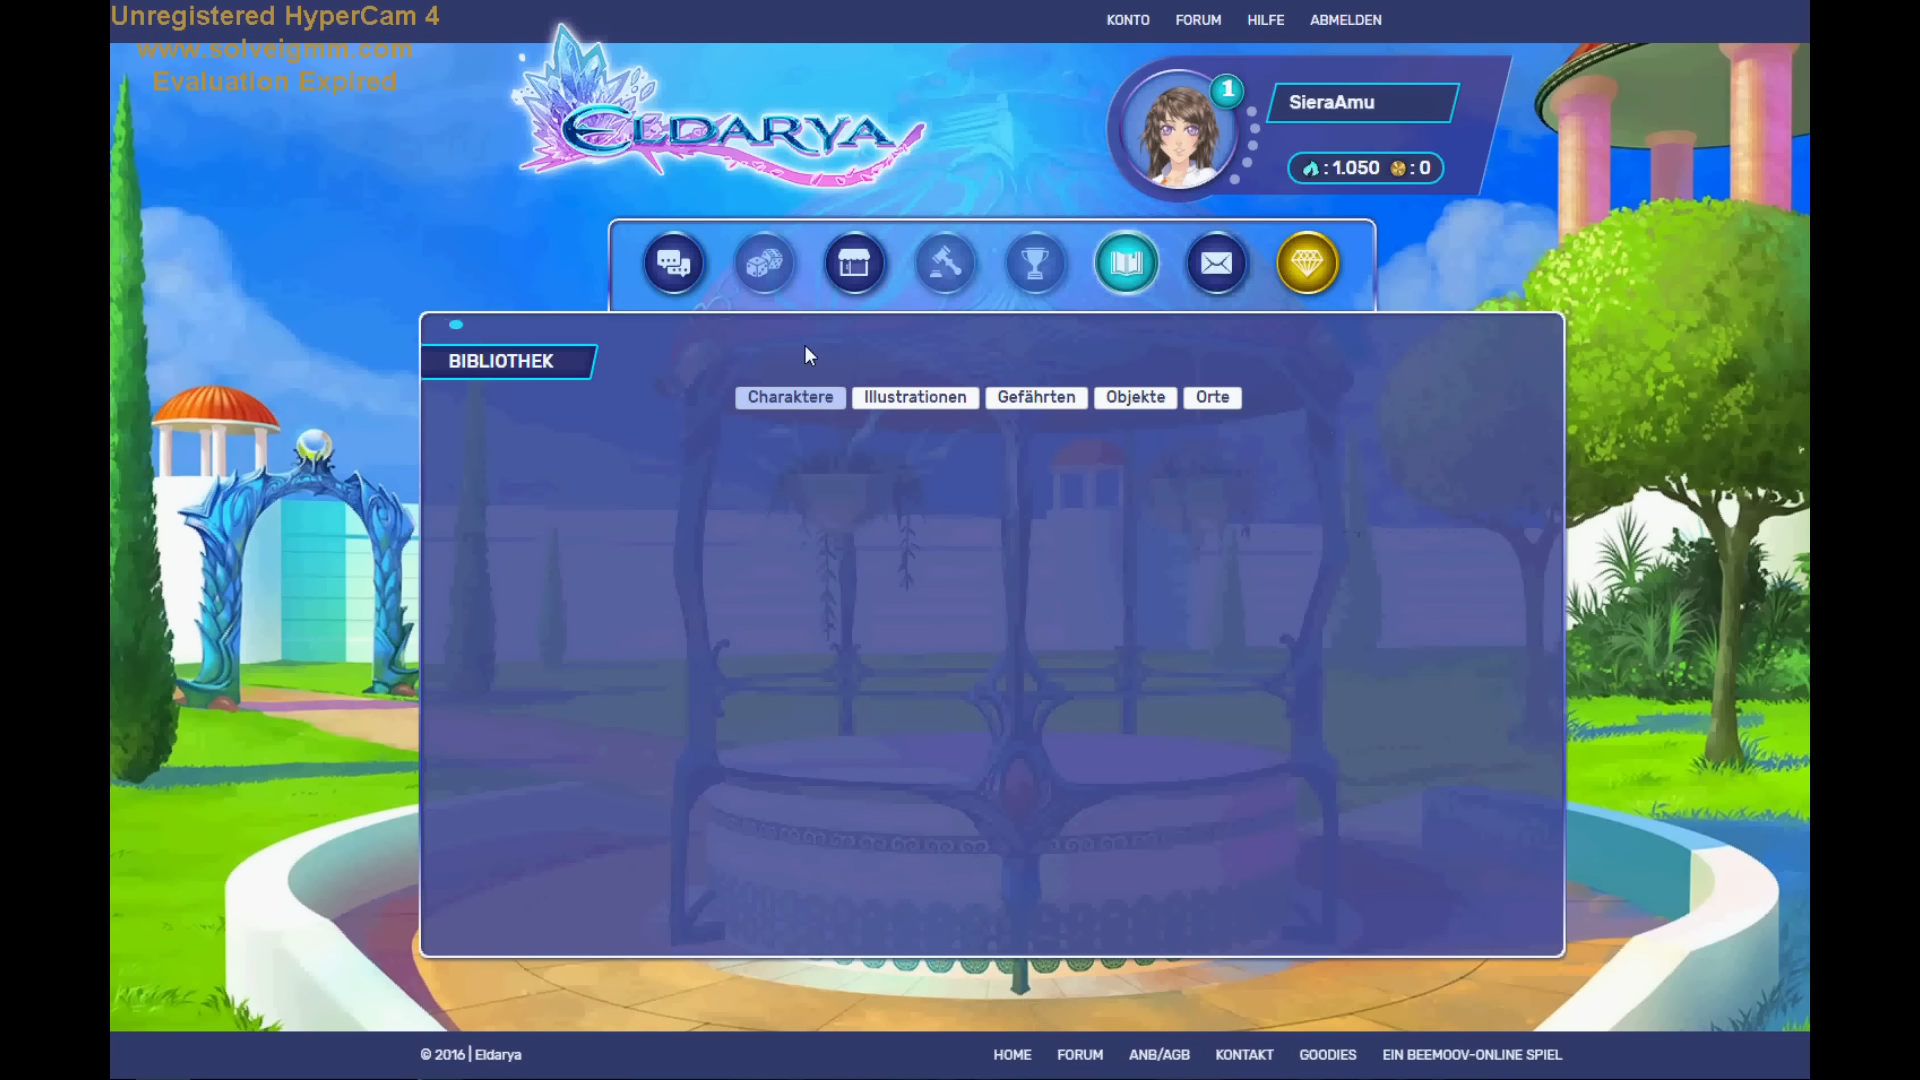 Unregistered HyperCam 4
www.solveigmm.com
Evaluation Expired
KONTO FORUM HILFE ABMELDEN
ELDARYA
1
SieraAmu
: 1.050 : 0
BIBLIOTHEK
Charaktere Illustrationen Gefährten Objekte Orte
© 2016 | Eldarya
HOME FORUM ANB/AGB KONTAKT GOODIES EIN BEEMOOV-ONLINE SPIEL